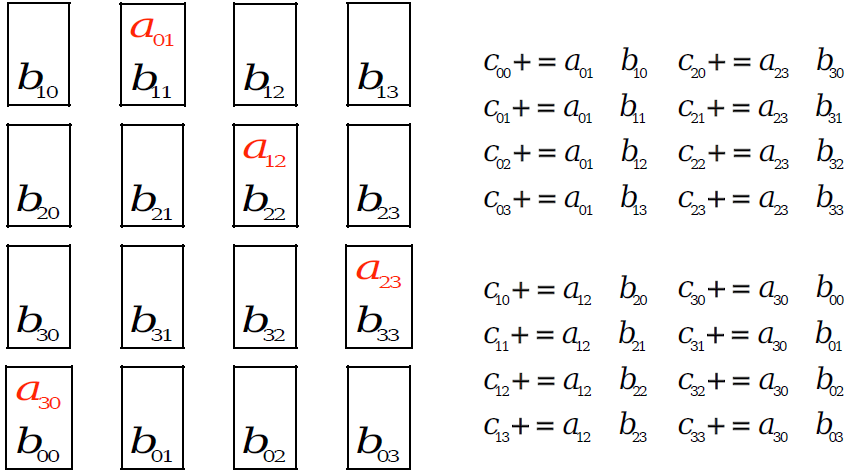 a₀₁
b₁₀ b₁₁ b₁₂ b₁₃
a₁₂
b₂₀ b₂₁ b₂₂ b₂₃
a₂₃
b₃₀ b₃₁ b₃₂ b₃₃
a₃₀
b₀₀ b₀₁ b₀₂ b₀₃
c₀₀+ = a₀₁ b₁₀ c₂₀+ = a₂₃ b₃₀
c₀₁+ = a₀₁ b₁₁ c₂₁+ = a₂₃ b₃₁
c₀₂+ = a₀₁ b₁₂ c₂₂+ = a₂₃ b₃₂
c₀₃+ = a₀₁ b₁₃ c₂₃+ = a₂₃ b₃₃
c₁₀+ = a₁₂ b₂₀ c₃₀+ = a₃₀ b₀₀
c₁₁+ = a₁₂ b₂₁ c₃₁+ = a₃₀ b₀₁
c₁₂+ = a₁₂ b₂₂ c₃₂+ = a₃₀ b₀₂
c₁₃+ = a₁₂ b₂₃ c₃₃+ = a₃₀ b₀₃